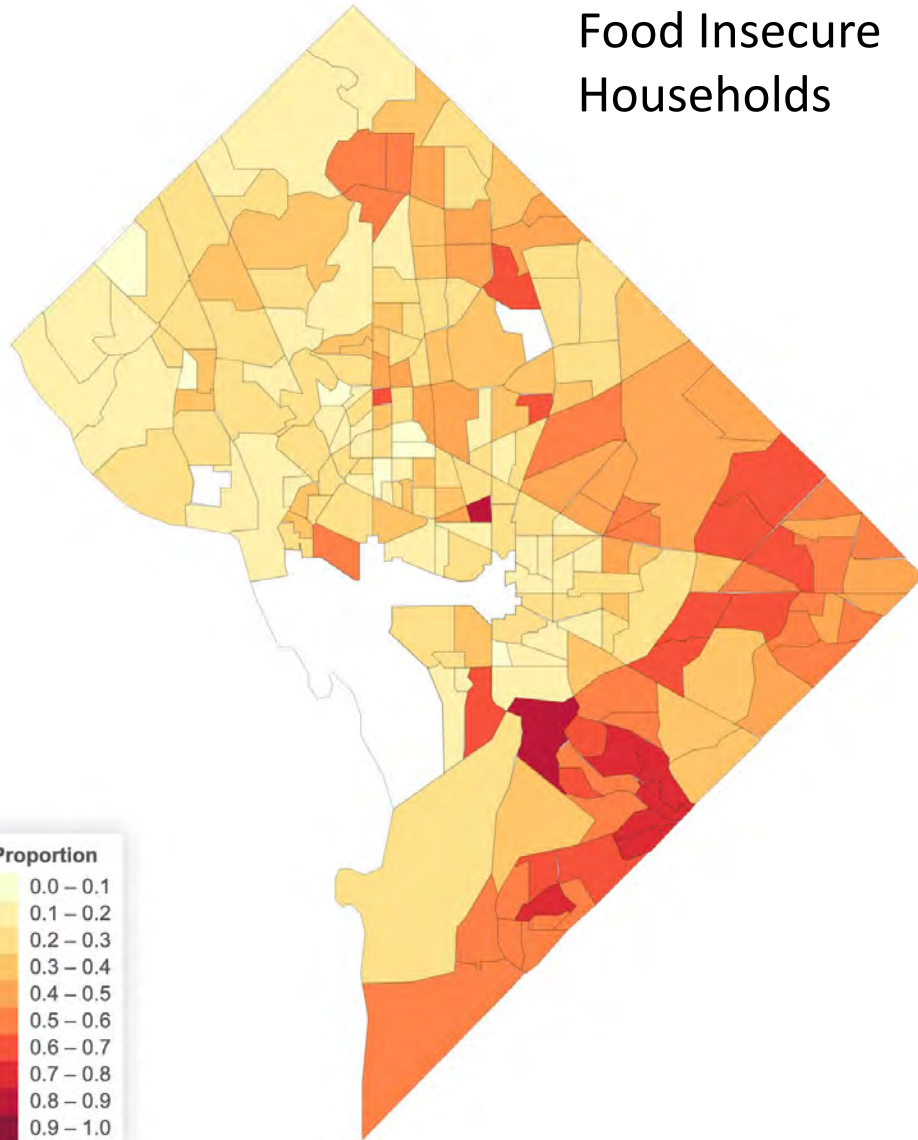 Food Insecure
Households
Proportion
0.0 – 0.1
0.1 – 0.2
0.2 – 0.3
0.3 – 0.4
0.4 – 0.5
0.5 – 0.6
0.6 – 0.7
0.7 – 0.8
0.8 – 0.9
0.9 – 1.0